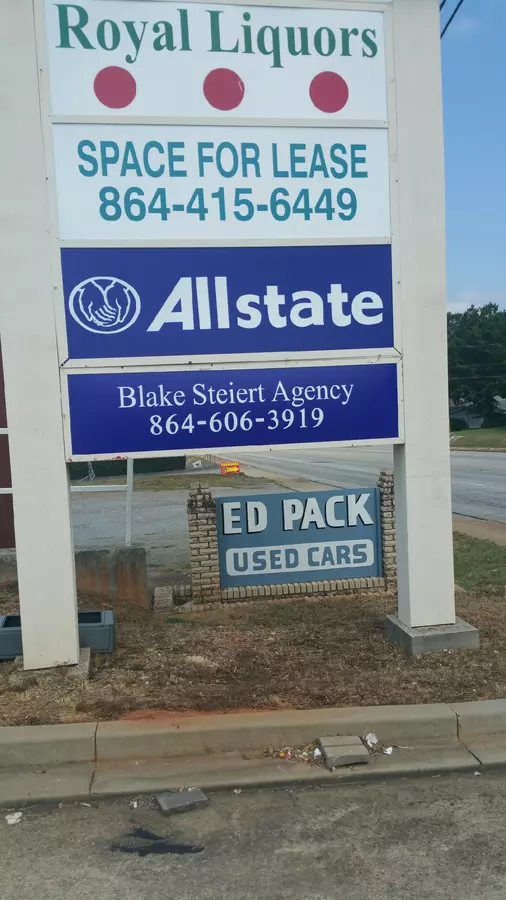 Royal Liquors
SPACE FOR LEASE
864-415-6449
Allstate
Blake Steiert Agency
864-606-3919
ED PACK
USED CARS